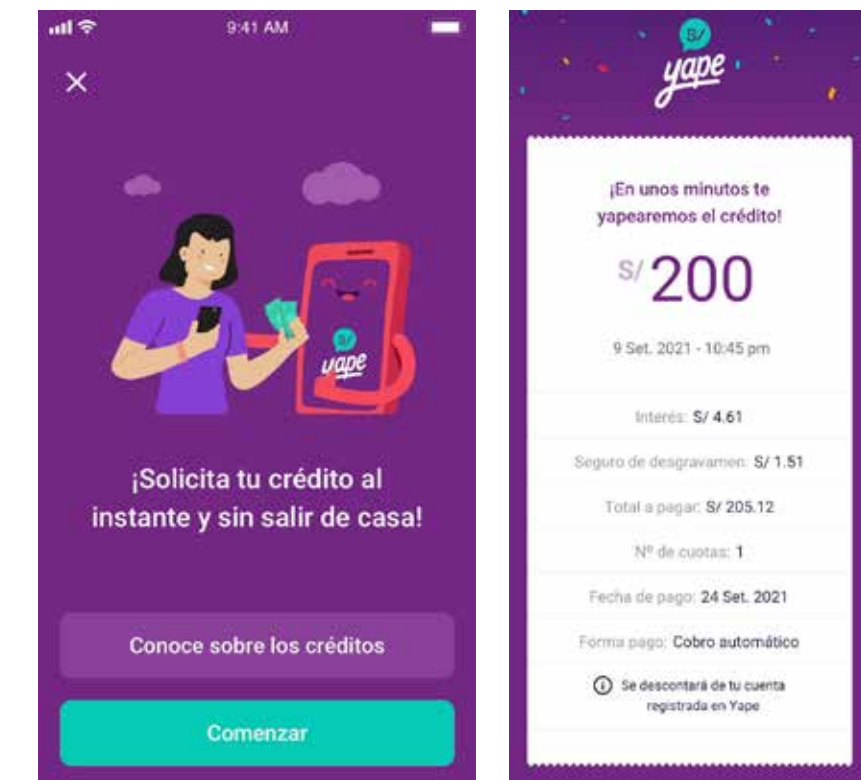 9:41 AM
S/
yape
¡Solicita tu crédito al
instante y sin salir de casa!
Conoce sobre los créditos
Comenzar
S/
yape
¡En unos minutos te
yapearemos el crédito!
S/ 200
9 Set. 2021 - 10:45 pm
Interés: S/ 4.61
Seguro de desgravamen: S/ 1.51
Total a pagar: S/ 205.12
Nº de cuotas: 1
Fecha de pago: 24 Set. 2021
Forma pago: Cobro automático
Se descontará de tu cuenta
registrada en Yape